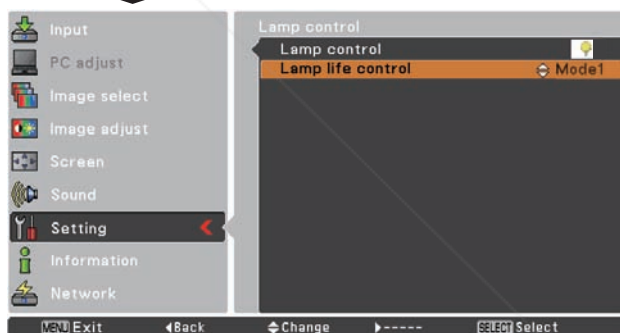 Input
PC adjust
Image select
Image adjust
Screen
Sound
Setting
Information
Network
Lamp control
Lamp control
Lamp life control Mode1
MENU Exit ◀Back ◆Change ▶----- SELECT Select